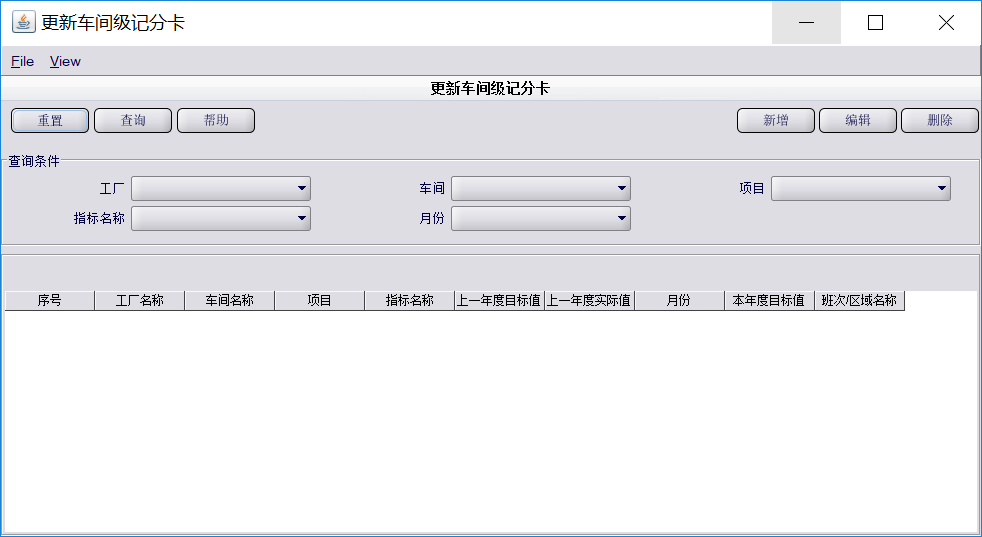 更新车间级记分卡
File View
更新车间级记分卡
重置 查询 帮助 新增 编辑 删除
查询条件
工厂 车间 项目
指标名称 月份
序号 工厂名称 车间名称 项目 指标名称 上一年度目标值 上一年度实际值 月份 本年度目标值 班次/区域名称